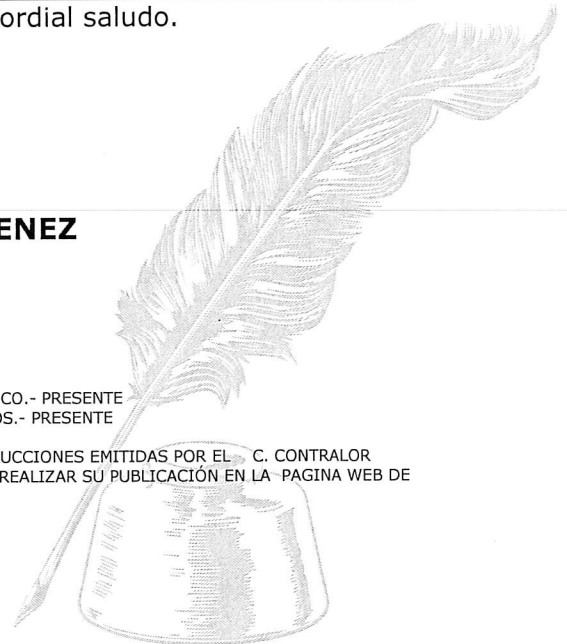 ordial saludo.
ENEZ
CO.- PRESENTE
OS.- PRESENTE
UCCIONES EMITIDAS POR EL C. CONTRALOR
REALIZAR SU PUBLICACIÓN EN LA PAGINA WEB DE